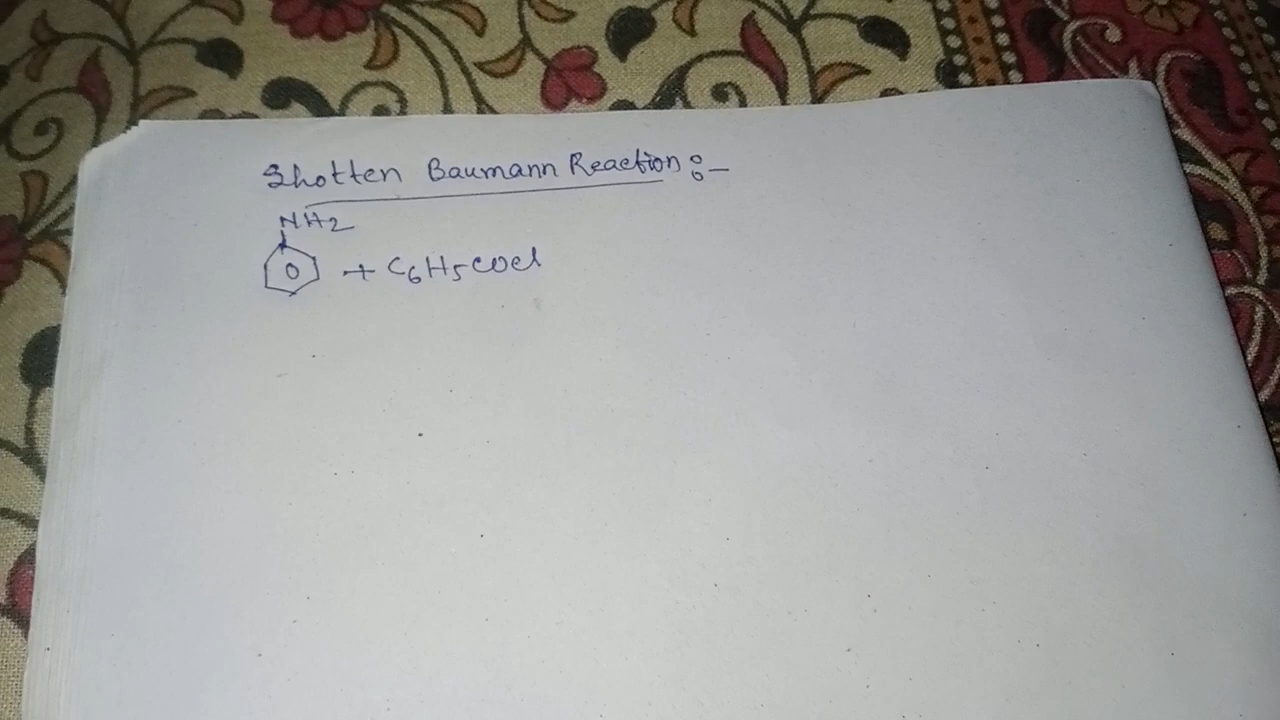 Shotten Baumann Reaction :-
NH2
+ C6H5COCl